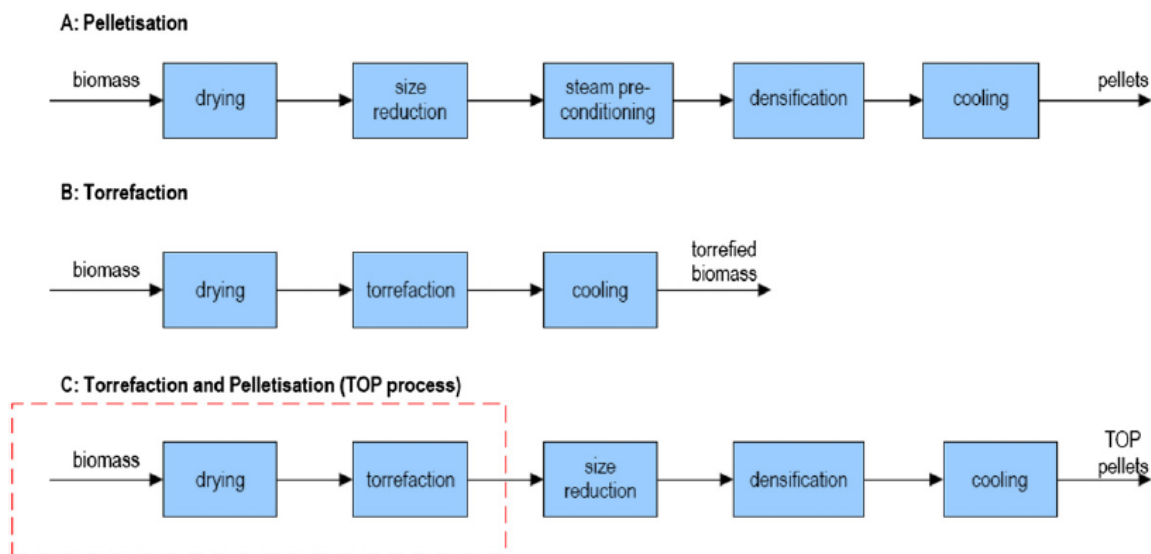 A: Pelletisation
biomass
drying
size
reduction
steam pre-
conditioning
densification
cooling
pellets
B: Torrefaction
biomass
drying
torrefaction
cooling
torrefied
biomass
C: Torrefaction and Pelletisation (TOP process)
biomass
drying
torrefaction
size
reduction
densification
cooling
TOP
pellets